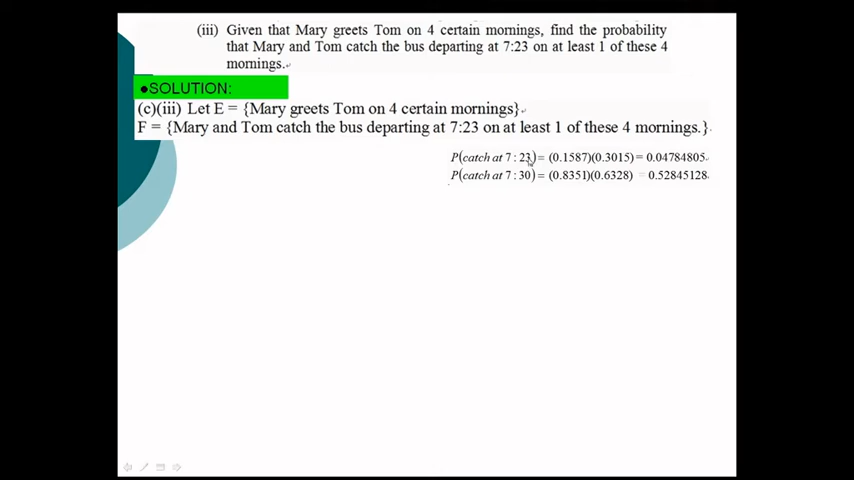 (iii) Given that Mary greets Tom on 4 certain mornings, find the probability
that Mary and Tom catch the bus departing at 7:23 on at least 1 of these 4
mornings.
●SOLUTION:
(c)(iii) Let E = {Mary greets Tom on 4 certain mornings}
F = {Mary and Tom catch the bus departing at 7:23 on at least 1 of these 4 mornings.}
P(catch at 7 : 23) = (0.1587)(0.3015) = 0.04784805
P(catch at 7 : 30) = (0.8351)(0.6328) = 0.52845128